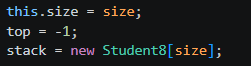 this.size = size;
top = -1;
stack = new Student8[size];